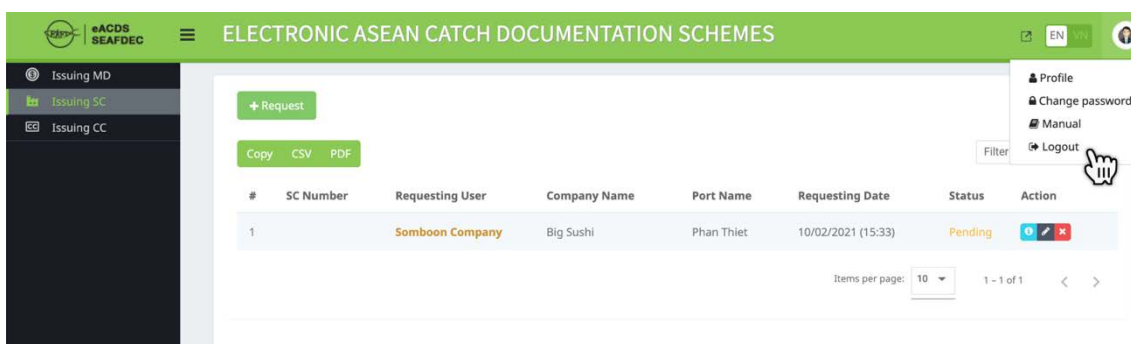 eACDS
SEAFDEC
ELECTRONIC ASEAN CATCH DOCUMENTATION SCHEMES
EN VN
Issuing MD
Issuing SC
Issuing CC
Profile
Change password
Manual
Logout
+ Request
Copy CSV PDF
Filter
# SC Number Requesting User Company Name Port Name Requesting Date Status Action
1 Somboon Company Big Sushi Phan Thiet 10/02/2021 (15:33) Pending
Items per page: 10 1 – 1 of 1